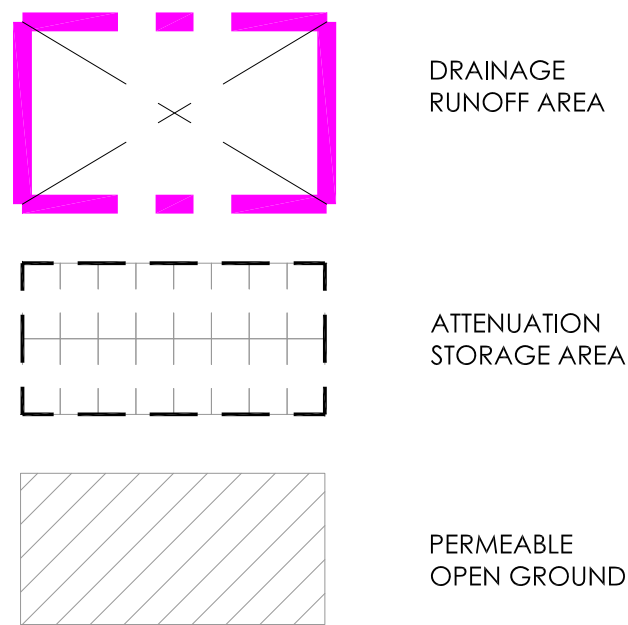 DRAINAGE
RUNOFF AREA
ATTENUATION
STORAGE AREA
PERMEABLE
OPEN GROUND